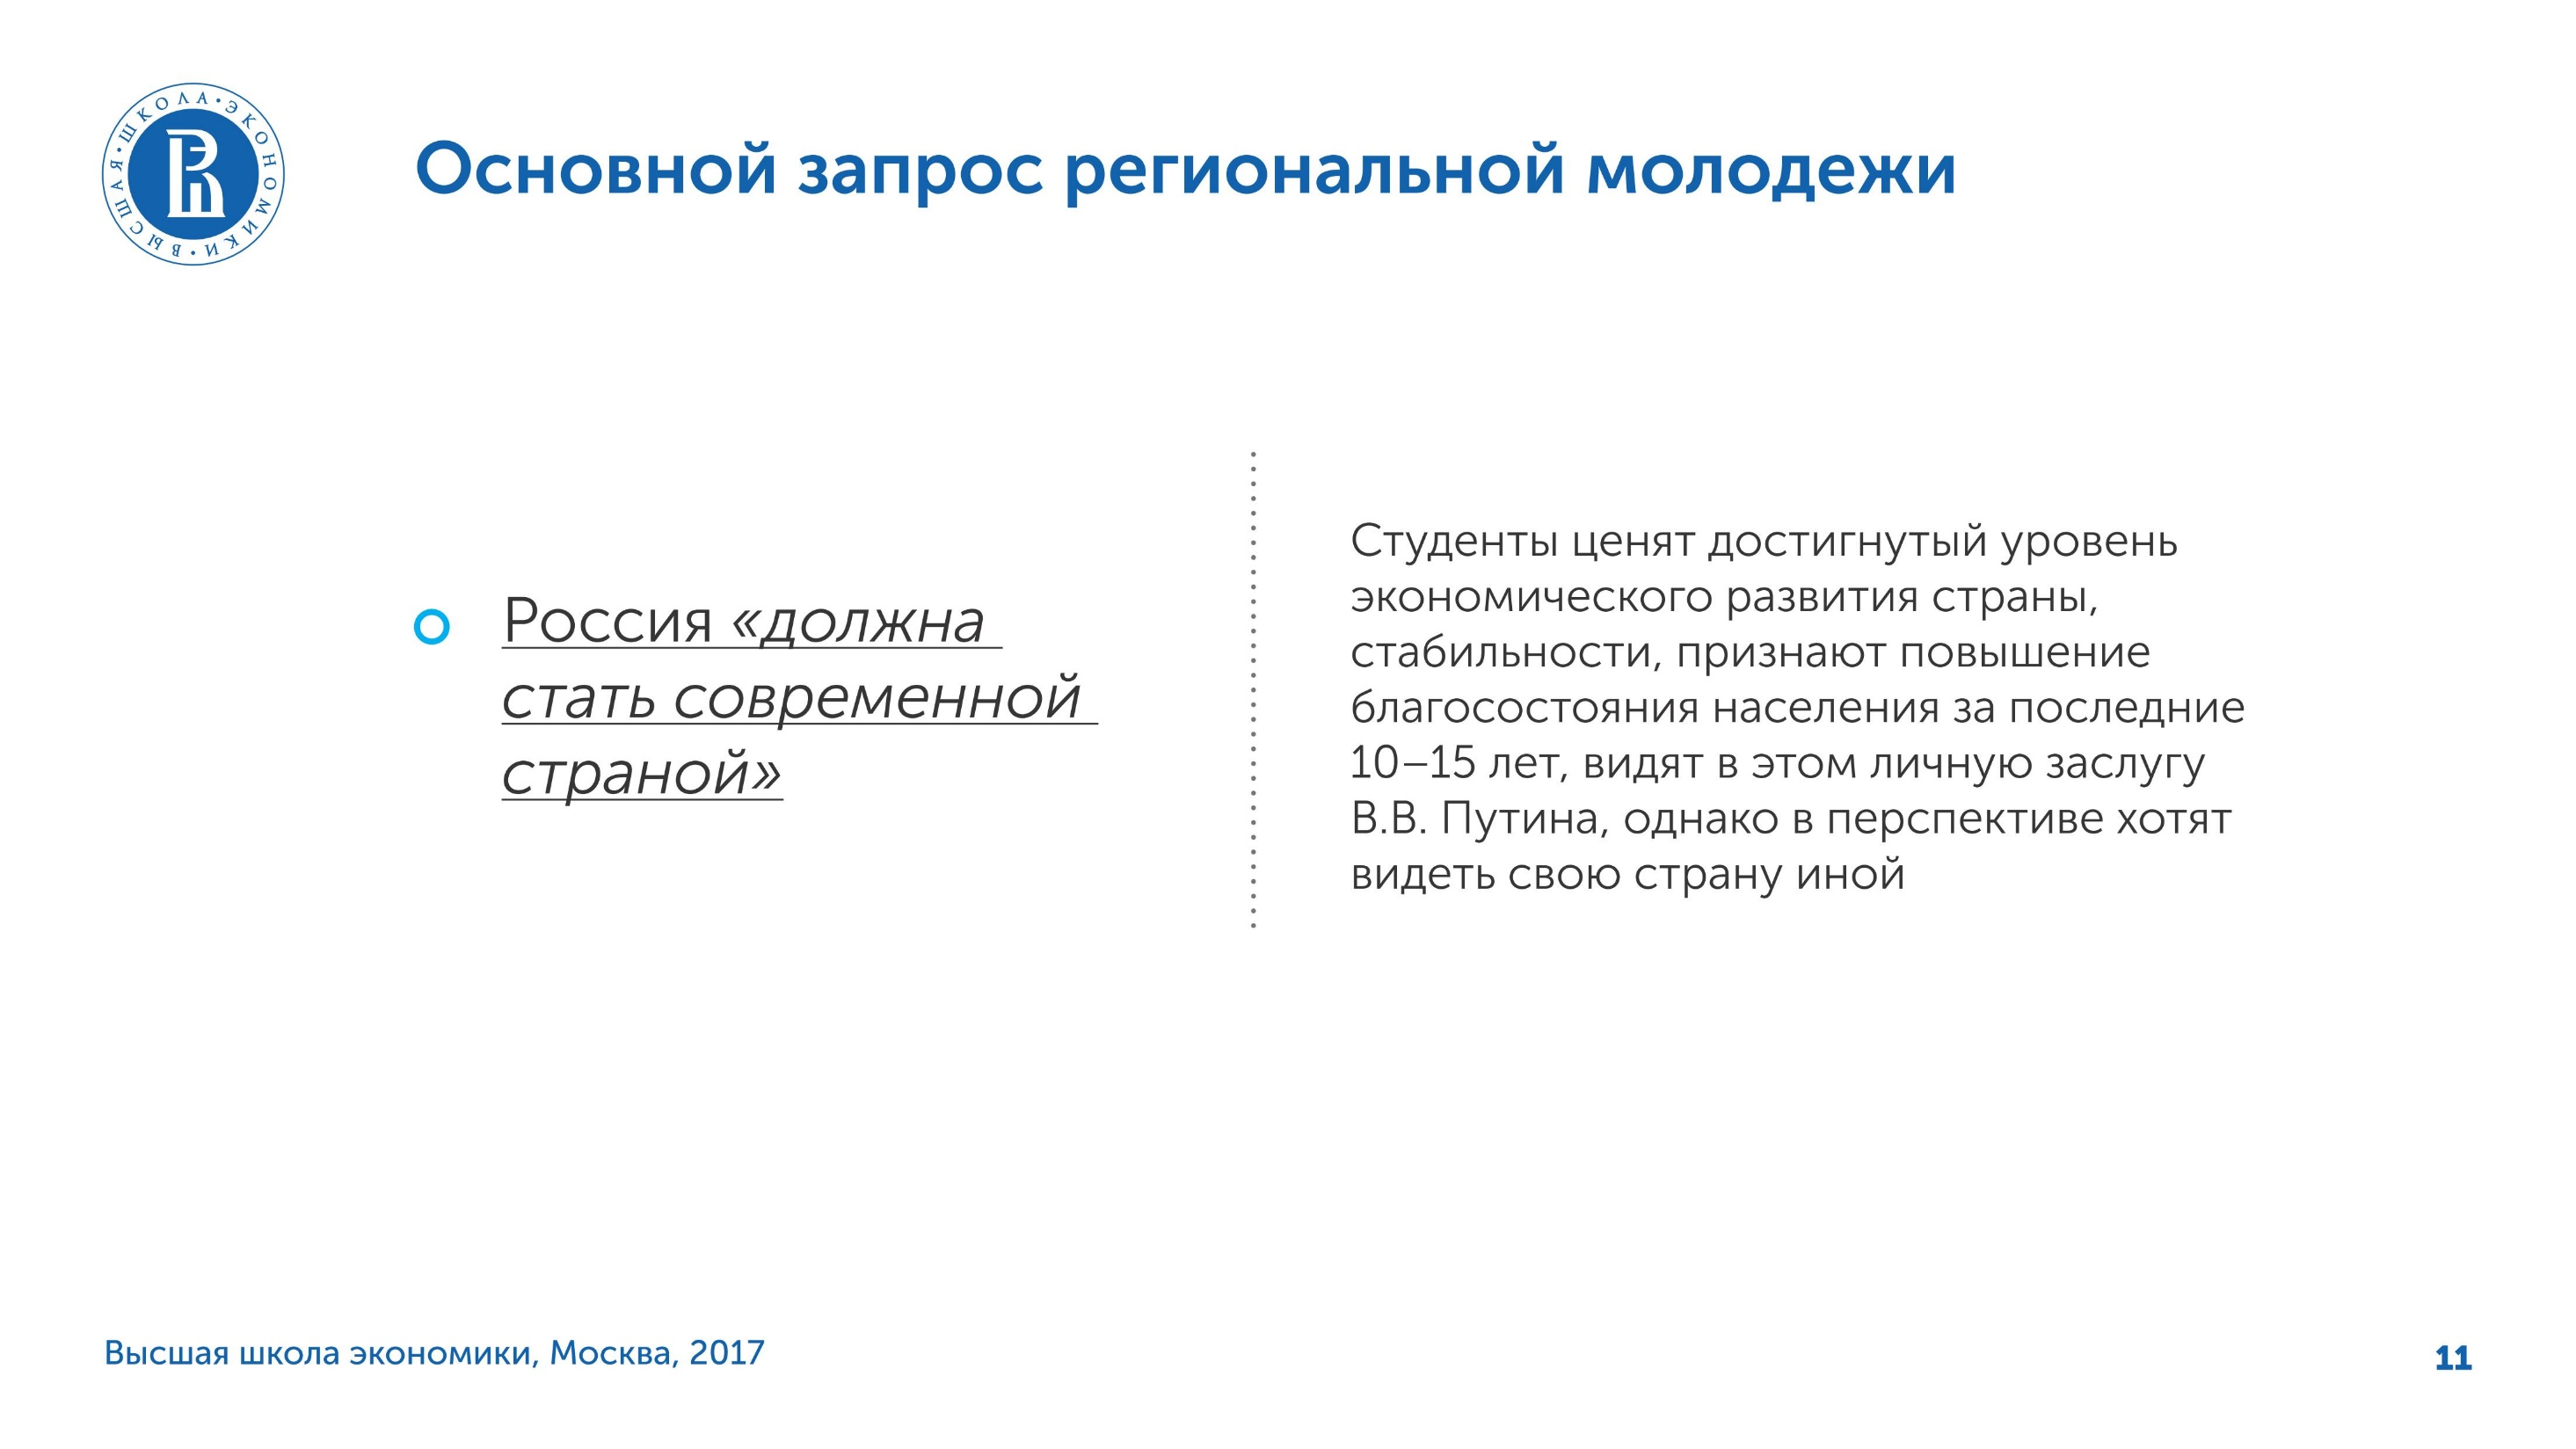 ВЫСШАЯ • ШКОЛА • ЭКОНОМИКИ •
Основной запрос региональной молодежи
Россия «должна
стать современной
страной»
Студенты ценят достигнутый уровень
экономического развития страны,
стабильности, признают повышение
благосостояния населения за последние
10–15 лет, видят в этом личную заслугу
В.В. Путина, однако в перспективе хотят
видеть свою страну иной
Высшая школа экономики, Москва, 2017
11